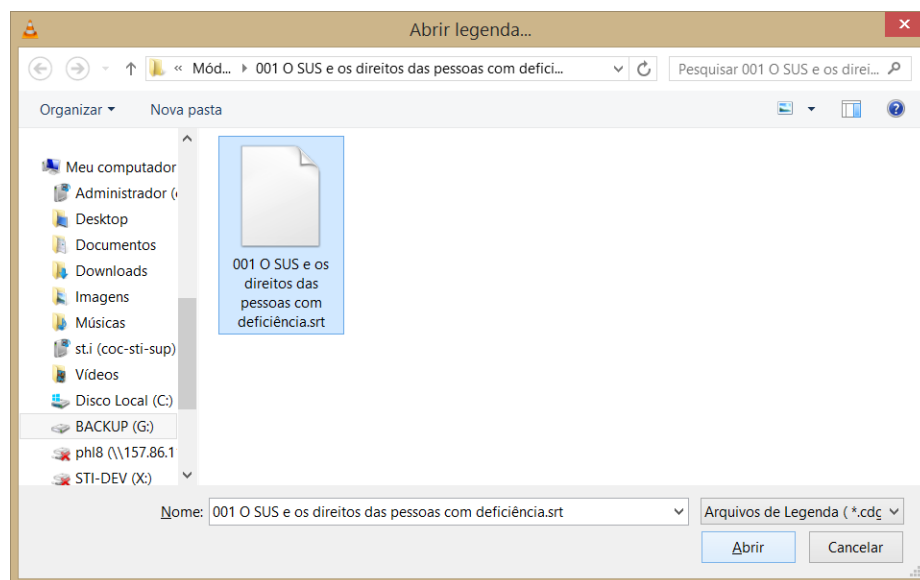 Abrir legenda...
« Mód... 001 O SUS e os direitos das pessoas com defici...
Pesquisar 001 O SUS e os direi...
Organizar
Nova pasta
Meu computador
Administrador (
Desktop
Documentos
Downloads
Imagens
Músicas
st.i (coc-sti-sup)
Vídeos
Disco Local (C:)
BACKUP (G:)
phl8 (\\157.86.1
STI-DEV (X:)
001 O SUS e os
direitos das
pessoas com
deficiência.srt
Nome: 001 O SUS e os direitos das pessoas com deficiência.srt
Arquivos de Legenda ( *.cdg
Abrir
Cancelar